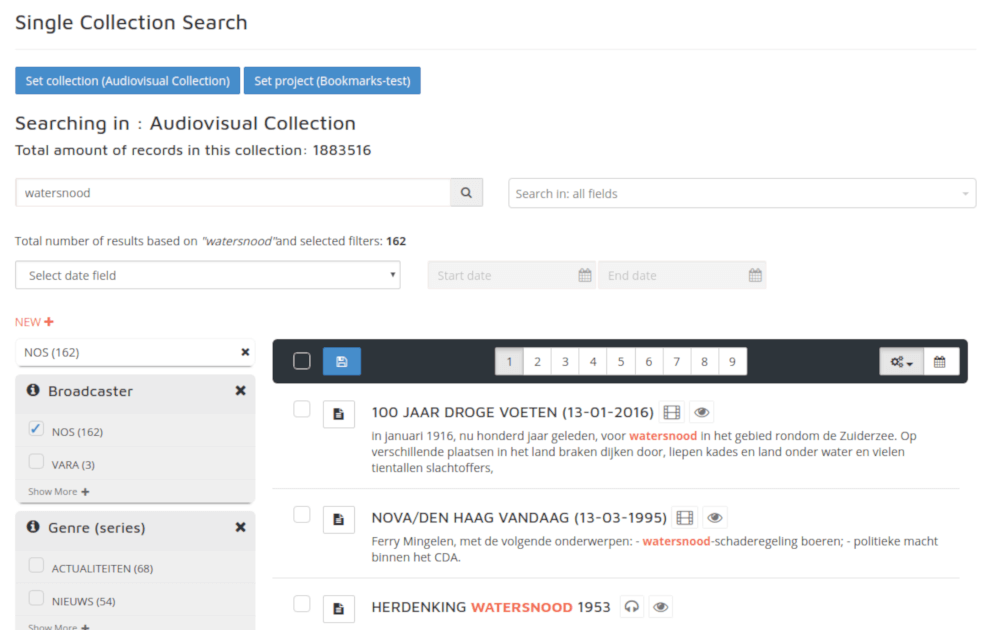 Single Collection Search
Set collection (Audiovisual Collection) Set project (Bookmarks-test)
Searching in : Audiovisual Collection
Total amount of records in this collection: 1883516
watersnood
Search in: all fields
Total number of results based on "watersnood"and selected filters: 162
Select date field
Start date
End date
NEW +
NOS (162)
Broadcaster
NOS (162)
VARA (3)
Show More +
Genre (series)
ACTUALITEITEN (68)
NIEUWS (54)
Show More +
1 2 3 4 5 6 7 8 9
100 JAAR DROGE VOETEN (13-01-2016)
In januari 1916, nu honderd jaar geleden, voor watersnood in het gebied rondom de Zuiderzee. Op
verschillende plaatsen in het land braken dijken door, liepen kades en land onder water en vielen
tientallen slachtoffers,
NOVA/DEN HAAG VANDAAG (13-03-1995)
Ferry Mingelen, met de volgende onderwerpen: - watersnood-schaderegeling boeren; - politieke macht
binnen het CDA.
HERDENKING WATERSNOOD 1953